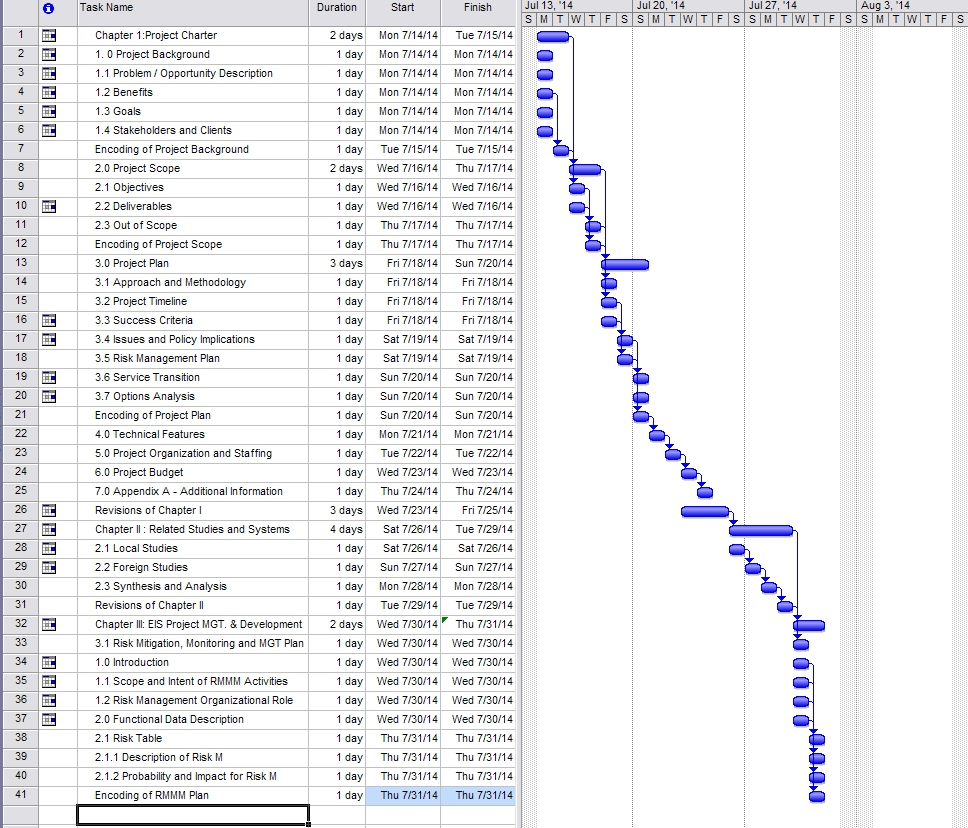 Task Name Duration Start Finish Jul 13, '14 Jul 20, '14 Jul 27, '14 Aug 3, '14
S M T W T F S S M T W T F S S M T W T F S S M T W T F S
1 Chapter 1:Project Charter 2 days Mon 7/14/14 Tue 7/15/14
2 1. 0 Project Background 1 day Mon 7/14/14 Mon 7/14/14
3 1.1 Problem / Opportunity Description 1 day Mon 7/14/14 Mon 7/14/14
4 1.2 Benefits 1 day Mon 7/14/14 Mon 7/14/14
5 1.3 Goals 1 day Mon 7/14/14 Mon 7/14/14
6 1.4 Stakeholders and Clients 1 day Mon 7/14/14 Mon 7/14/14
7 Encoding of Project Background 1 day Tue 7/15/14 Tue 7/15/14
8 2.0 Project Scope 2 days Wed 7/16/14 Thu 7/17/14
9 2.1 Objectives 1 day Wed 7/16/14 Wed 7/16/14
10 2.2 Deliverables 1 day Wed 7/16/14 Wed 7/16/14
11 2.3 Out of Scope 1 day Thu 7/17/14 Thu 7/17/14
12 Encoding of Project Scope 1 day Thu 7/17/14 Thu 7/17/14
13 3.0 Project Plan 3 days Fri 7/18/14 Sun 7/20/14
14 3.1 Approach and Methodology 1 day Fri 7/18/14 Fri 7/18/14
15 3.2 Project Timeline 1 day Fri 7/18/14 Fri 7/18/14
16 3.3 Success Criteria 1 day Fri 7/18/14 Fri 7/18/14
17 3.4 Issues and Policy Implications 1 day Sat 7/19/14 Sat 7/19/14
18 3.5 Risk Management Plan 1 day Sat 7/19/14 Sat 7/19/14
19 3.6 Service Transition 1 day Sun 7/20/14 Sun 7/20/14
20 3.7 Options Analysis 1 day Sun 7/20/14 Sun 7/20/14
21 Encoding of Project Plan 1 day Sun 7/20/14 Sun 7/20/14
22 4.0 Technical Features 1 day Mon 7/21/14 Mon 7/21/14
23 5.0 Project Organization and Staffing 1 day Tue 7/22/14 Tue 7/22/14
24 6.0 Project Budget 1 day Wed 7/23/14 Wed 7/23/14
25 7.0 Appendix A - Additional Information 1 day Thu 7/24/14 Thu 7/24/14
26 Revisions of Chapter I 3 days Wed 7/23/14 Fri 7/25/14
27 Chapter II : Related Studies and Systems 4 days Sat 7/26/14 Tue 7/29/14
28 2.1 Local Studies 1 day Sat 7/26/14 Sat 7/26/14
29 2.2 Foreign Studies 1 day Sun 7/27/14 Sun 7/27/14
30 2.3 Synthesis and Analysis 1 day Mon 7/28/14 Mon 7/28/14
31 Revisions of Chapter II 1 day Tue 7/29/14 Tue 7/29/14
32 Chapter III: EIS Project MGT. & Development 2 days Wed 7/30/14 Thu 7/31/14
33 3.1 Risk Mitigation, Monitoring and MGT Plan 1 day Wed 7/30/14 Wed 7/30/14
34 1.0 Introduction 1 day Wed 7/30/14 Wed 7/30/14
35 1.1 Scope and Intent of RMMM Activities 1 day Wed 7/30/14 Wed 7/30/14
36 1.2 Risk Management Organizational Role 1 day Wed 7/30/14 Wed 7/30/14
37 2.0 Functional Data Description 1 day Wed 7/30/14 Wed 7/30/14
38 2.1 Risk Table 1 day Thu 7/31/14 Thu 7/31/14
39 2.1.1 Description of Risk M 1 day Thu 7/31/14 Thu 7/31/14
40 2.1.2 Probability and Impact for Risk M 1 day Thu 7/31/14 Thu 7/31/14
41 Encoding of RMMM Plan 1 day Thu 7/31/14 Thu 7/31/14